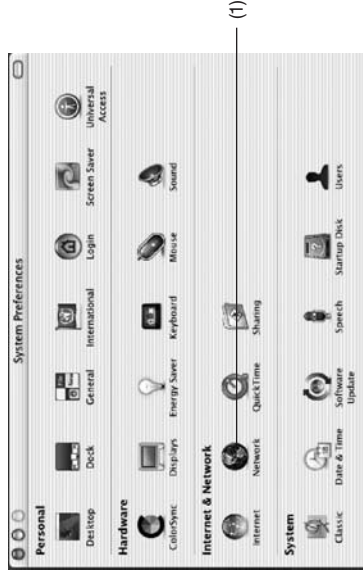 System Preferences
Personal
Desktop Dock General International Login Screen Saver Universal Access
Hardware
ColorSync Displays Energy Saver Keyboard Mouse Sound
Internet & Network
Internet Network QuickTime Sharing
System
Classic Date & Time Software Update Speech Startup Disk Users
(1)